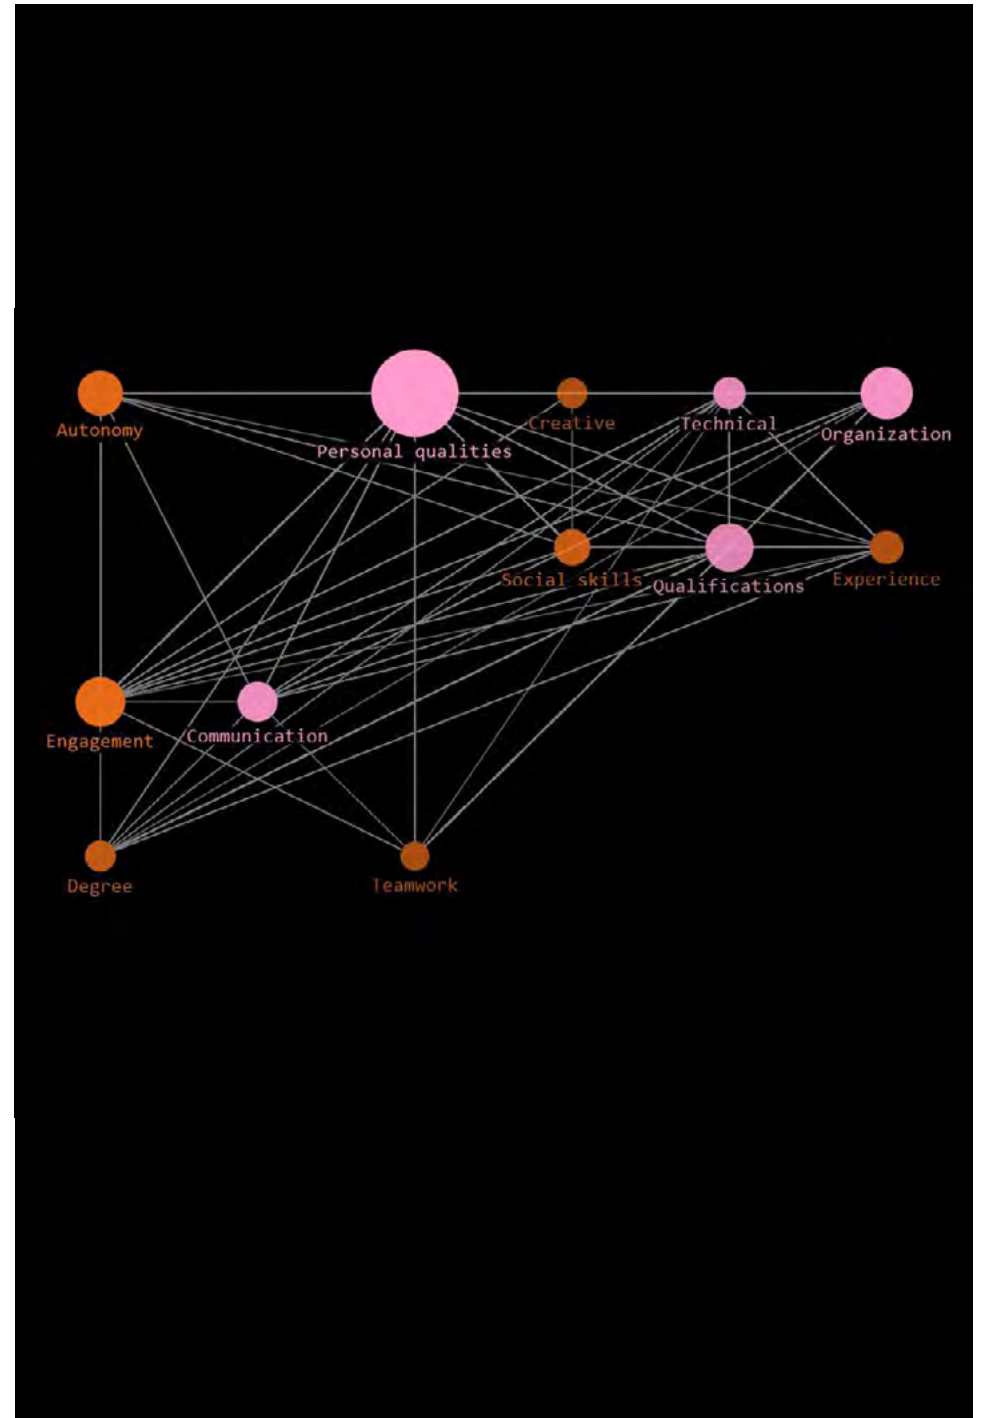 Autonomy
Personal qualities
Creative
Technical
Organization
Social skills
Qualifications
Experience
Engagement
Communication
Degree
Teamwork